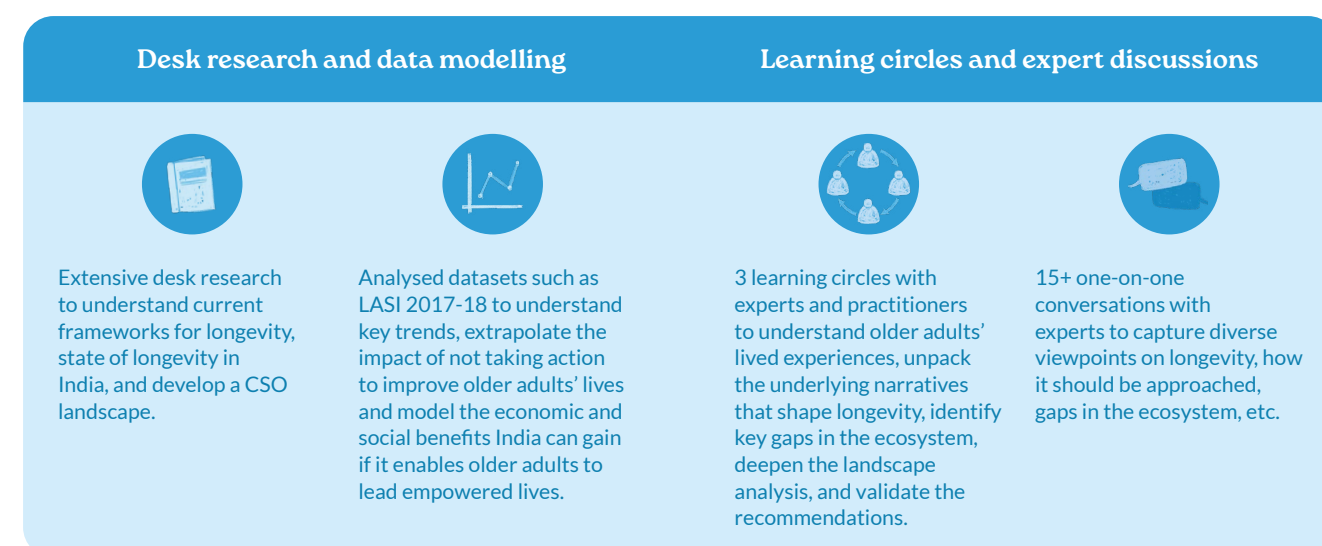 Desk research and data modelling
Extensive desk research
to understand current
frameworks for longevity,
state of longevity in
India, and develop a CSO
landscape.
Analysed datasets such as
LASI 2017-18 to understand
key trends, extrapolate the
impact of not taking action
to improve older adults’ lives
and model the economic and
social benefits India can gain
if it enables older adults to
lead empowered lives.
Learning circles and expert discussions
3 learning circles with
experts and practitioners
to understand older adults’
lived experiences, unpack
the underlying narratives
that shape longevity, identify
key gaps in the ecosystem,
deepen the landscape
analysis, and validate the
recommendations.
15+ one-on-one
conversations with
experts to capture diverse
viewpoints on longevity, how
it should be approached,
gaps in the ecosystem, etc.